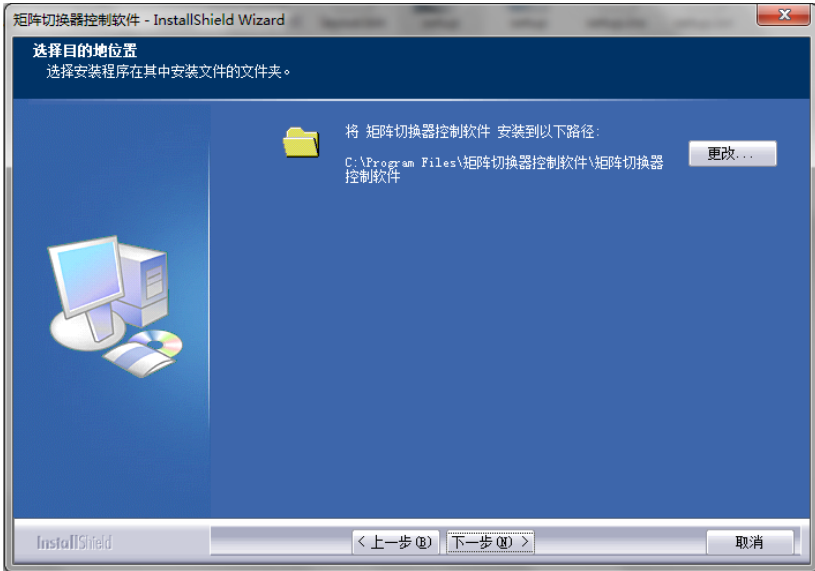 矩阵切换器控制软件 - InstallShield Wizard
选择目的地位置
选择安装程序在其中安装文件的文件夹。
将 矩阵切换器控制软件 安装到以下路径:
C:\Program Files\矩阵切换器控制软件\矩阵切换器
控制软件
更改...
InstallShield
< 上一步(B)
下一步(N) >
取消